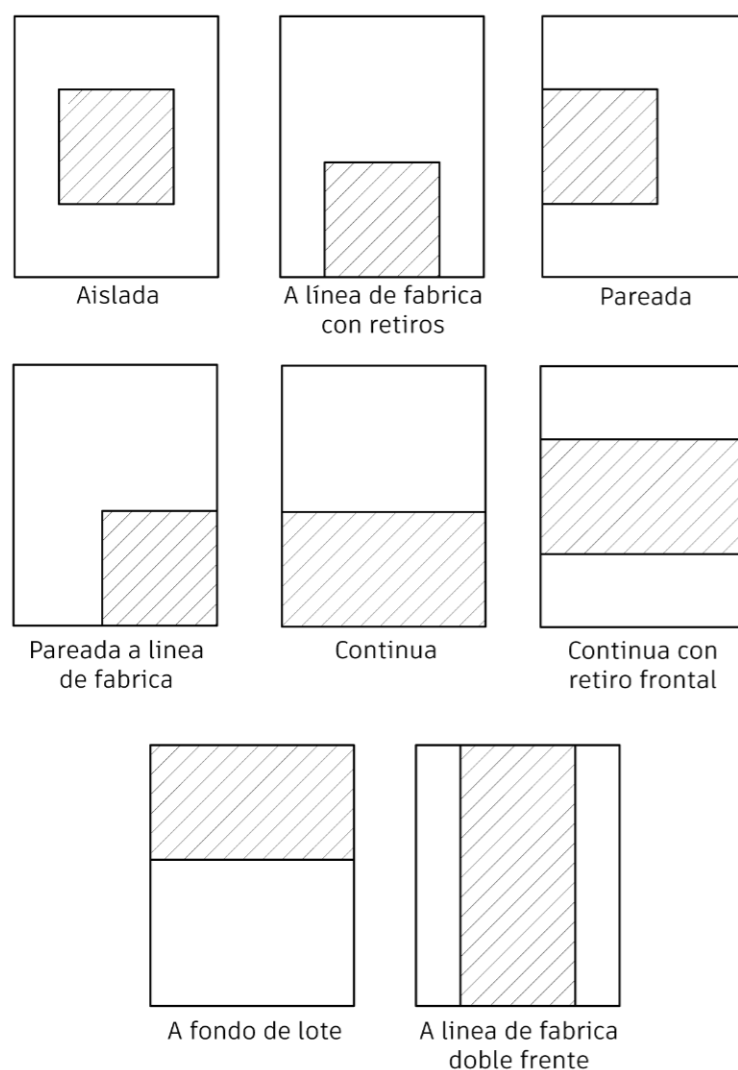 Aislada
A línea de fabrica
con retiros
Pareada
Pareada a linea
de fabrica
Continua
Continua con
retiro frontal
A fondo de lote
A linea de fabrica
doble frente